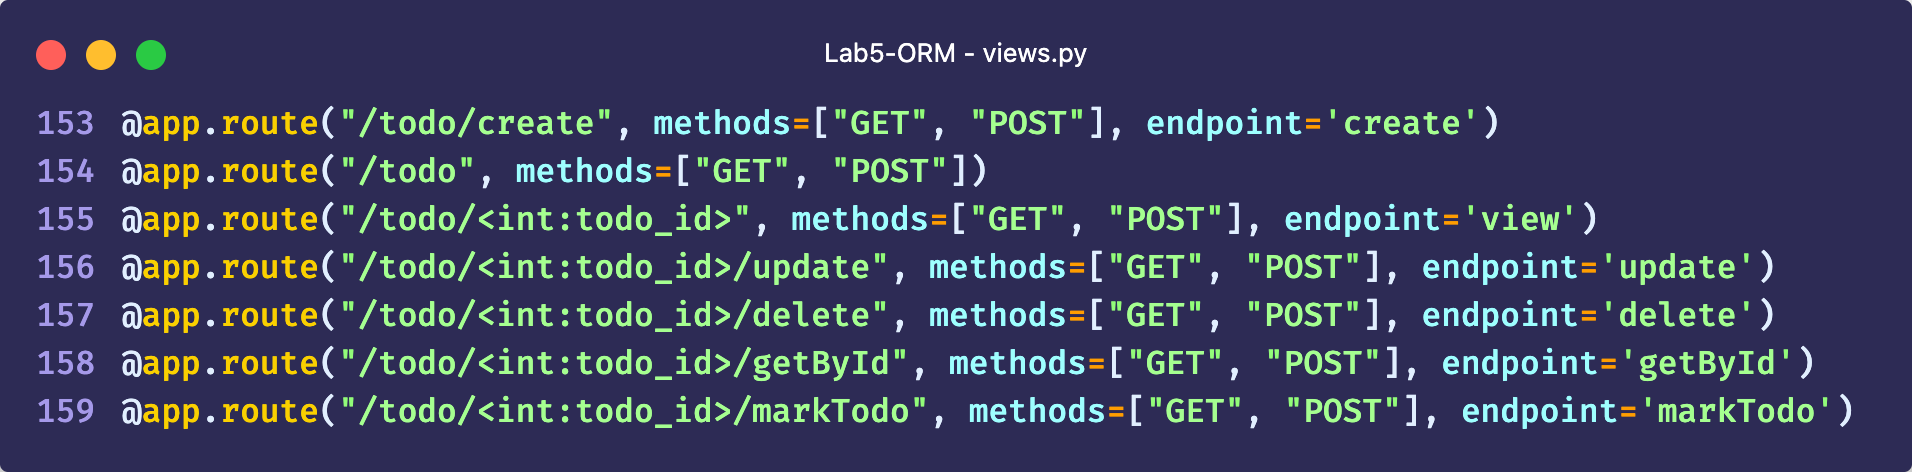 Lab5-ORM - views.py
153 @app.route("/todo/create", methods=["GET", "POST"], endpoint='create')
154 @app.route("/todo", methods=["GET", "POST"])
155 @app.route("/todo/<int:todo_id>", methods=["GET", "POST"], endpoint='view')
156 @app.route("/todo/<int:todo_id>/update", methods=["GET", "POST"], endpoint='update')
157 @app.route("/todo/<int:todo_id>/delete", methods=["GET", "POST"], endpoint='delete')
158 @app.route("/todo/<int:todo_id>/getById", methods=["GET", "POST"], endpoint='getById')
159 @app.route("/todo/<int:todo_id>/markTodo", methods=["GET", "POST"], endpoint='markTodo')